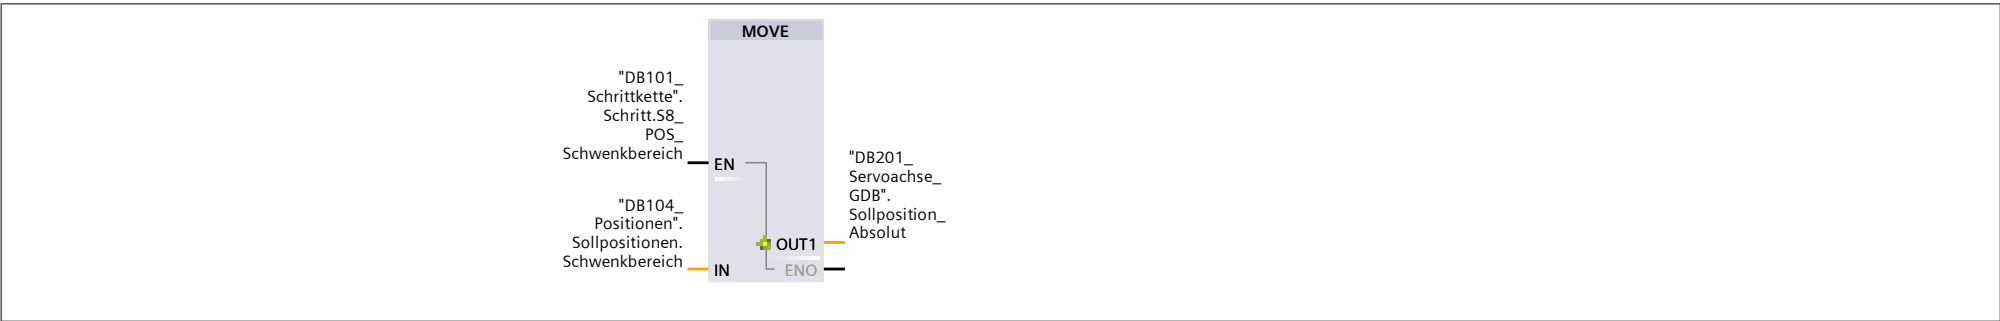 MOVE
"DB101_
Schrittkette".
Schritt.S8_
POS_
Schwenkbereich
EN
"DB104_
Positionen".
Sollpositionen.
Schwenkbereich
IN
"DB201_
Servoachse_
GDB".
Sollposition_
Absolut
OUT1
ENO